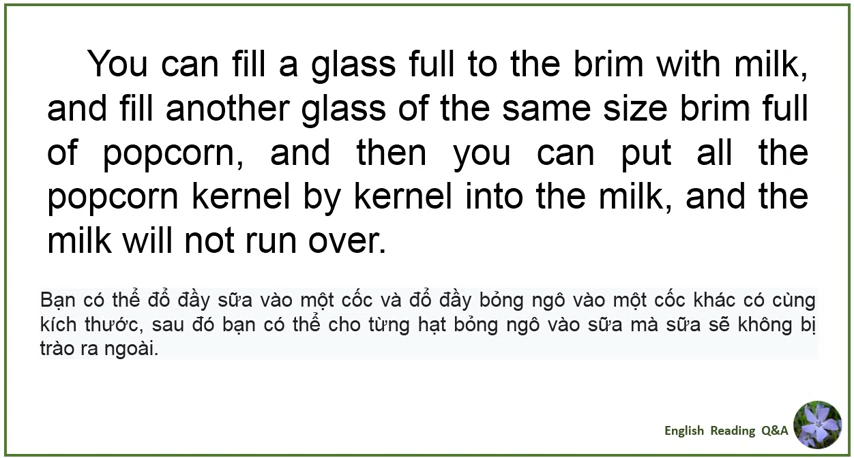 You can fill a glass full to the brim with milk,
and fill another glass of the same size brim full
of popcorn, and then you can put all the
popcorn kernel by kernel into the milk, and the
milk will not run over.
Bạn có thể đổ đầy sữa vào một cốc và đổ đầy bỏng ngô vào một cốc khác có cùng
kích thước, sau đó bạn có thể cho từng hạt bỏng ngô vào sữa mà sữa sẽ không bị
trào ra ngoài.
English Reading Q&A